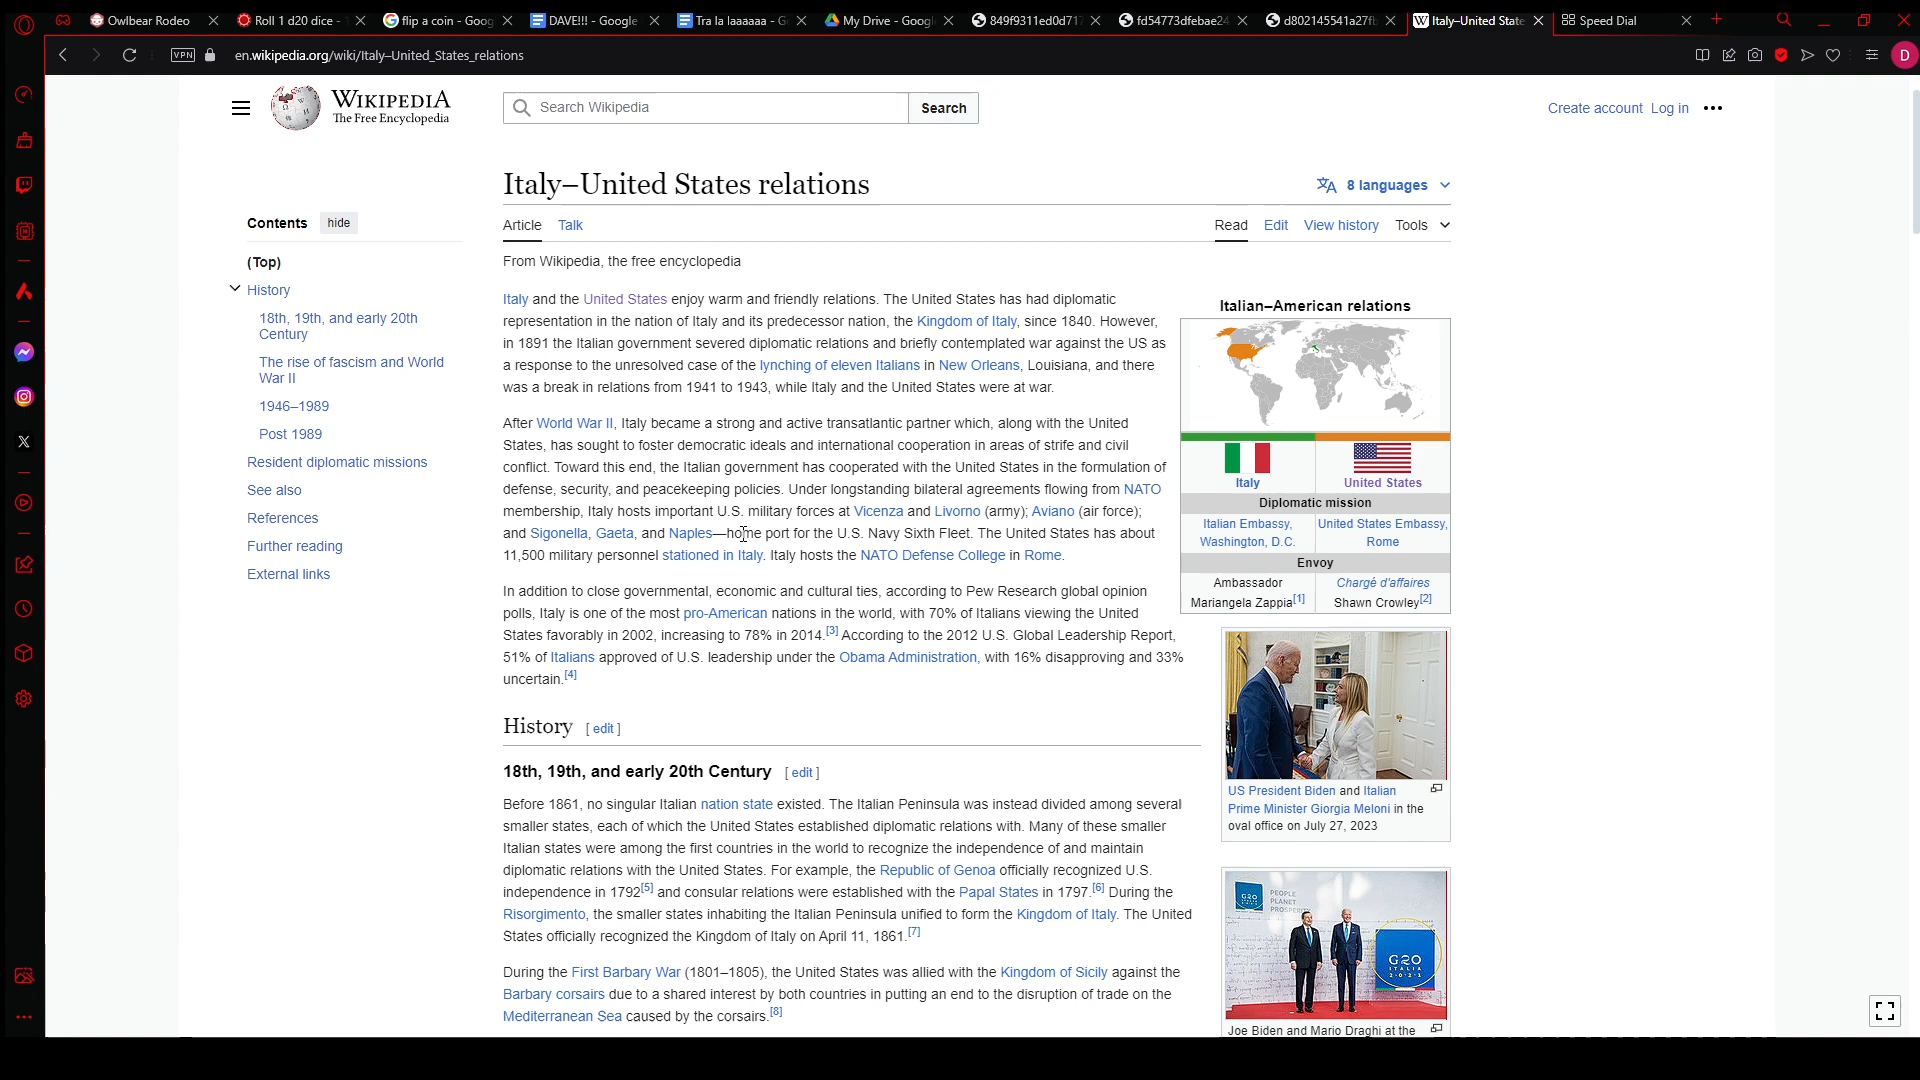 Owlbear Rodeo
Roll 1 d20 dice -
flip a coin - Goog
DAVE!!! - Google
Tra la laaaaaa - G
My Drive - Googl
849f9311ed0d71
fd54773dfebae24
d802145541a27f
Italy–United State
Speed Dial
VPN
en.wikipedia.org/wiki/Italy–United_States_relations
D
WIKIPEDIA
The Free Encyclopedia
Search Wikipedia
Search
Create account Log in
Italy–United States relations
8 languages
Contents hide
Article Talk
Read Edit View history Tools
(Top)
History
18th, 19th, and early 20th
Century
The rise of fascism and World
War II
1946–1989
Post 1989
Resident diplomatic missions
See also
References
Further reading
External links
From Wikipedia, the free encyclopedia
Italy and the United States enjoy warm and friendly relations. The United States has had diplomatic
representation in the nation of Italy and its predecessor nation, the Kingdom of Italy, since 1840. However,
in 1891 the Italian government severed diplomatic relations and briefly contemplated war against the US as
a response to the unresolved case of the lynching of eleven Italians in New Orleans, Louisiana, and there
was a break in relations from 1941 to 1943, while Italy and the United States were at war.
After World War II, Italy became a strong and active transatlantic partner which, along with the United
States, has sought to foster democratic ideals and international cooperation in areas of strife and civil
conflict. Toward this end, the Italian government has cooperated with the United States in the formulation of
defense, security, and peacekeeping policies. Under longstanding bilateral agreements flowing from NATO
membership, Italy hosts important U.S. military forces at Vicenza and Livorno (army); Aviano (air force);
and Sigonella, Gaeta, and Naples—home port for the U.S. Navy Sixth Fleet. The United States has about
11,500 military personnel stationed in Italy. Italy hosts the NATO Defense College in Rome.
In addition to close governmental, economic and cultural ties, according to Pew Research global opinion
polls, Italy is one of the most pro-American nations in the world, with 70% of Italians viewing the United
States favorably in 2002, increasing to 78% in 2014.[3] According to the 2012 U.S. Global Leadership Report,
51% of Italians approved of U.S. leadership under the Obama Administration, with 16% disapproving and 33%
uncertain.[4]
History [ edit ]
18th, 19th, and early 20th Century [ edit ]
Before 1861, no singular Italian nation state existed. The Italian Peninsula was instead divided among several
smaller states, each of which the United States established diplomatic relations with. Many of these smaller
Italian states were among the first countries in the world to recognize the independence of and maintain
diplomatic relations with the United States. For example, the Republic of Genoa officially recognized U.S.
independence in 1792[5] and consular relations were established with the Papal States in 1797.[6] During the
Risorgimento, the smaller states inhabiting the Italian Peninsula unified to form the Kingdom of Italy. The United
States officially recognized the Kingdom of Italy on April 11, 1861.[7]
During the First Barbary War (1801–1805), the United States was allied with the Kingdom of Sicily against the
Barbary corsairs due to a shared interest by both countries in putting an end to the disruption of trade on the
Mediterranean Sea caused by the corsairs.[8]
Italian–American relations
Italy
United States
Diplomatic mission
Italian Embassy,
Washington, D.C.
United States Embassy,
Rome
Envoy
Ambassador
Mariangela Zappia[1]
Chargé d'affaires
Shawn Crowley[2]
US President Biden and Italian
Prime Minister Giorgia Meloni in the
oval office on July 27, 2023
G20
PEOPLE
PLANET
PROSPERITY
G20
ITALIA
2021
Joe Biden and Mario Draghi at the